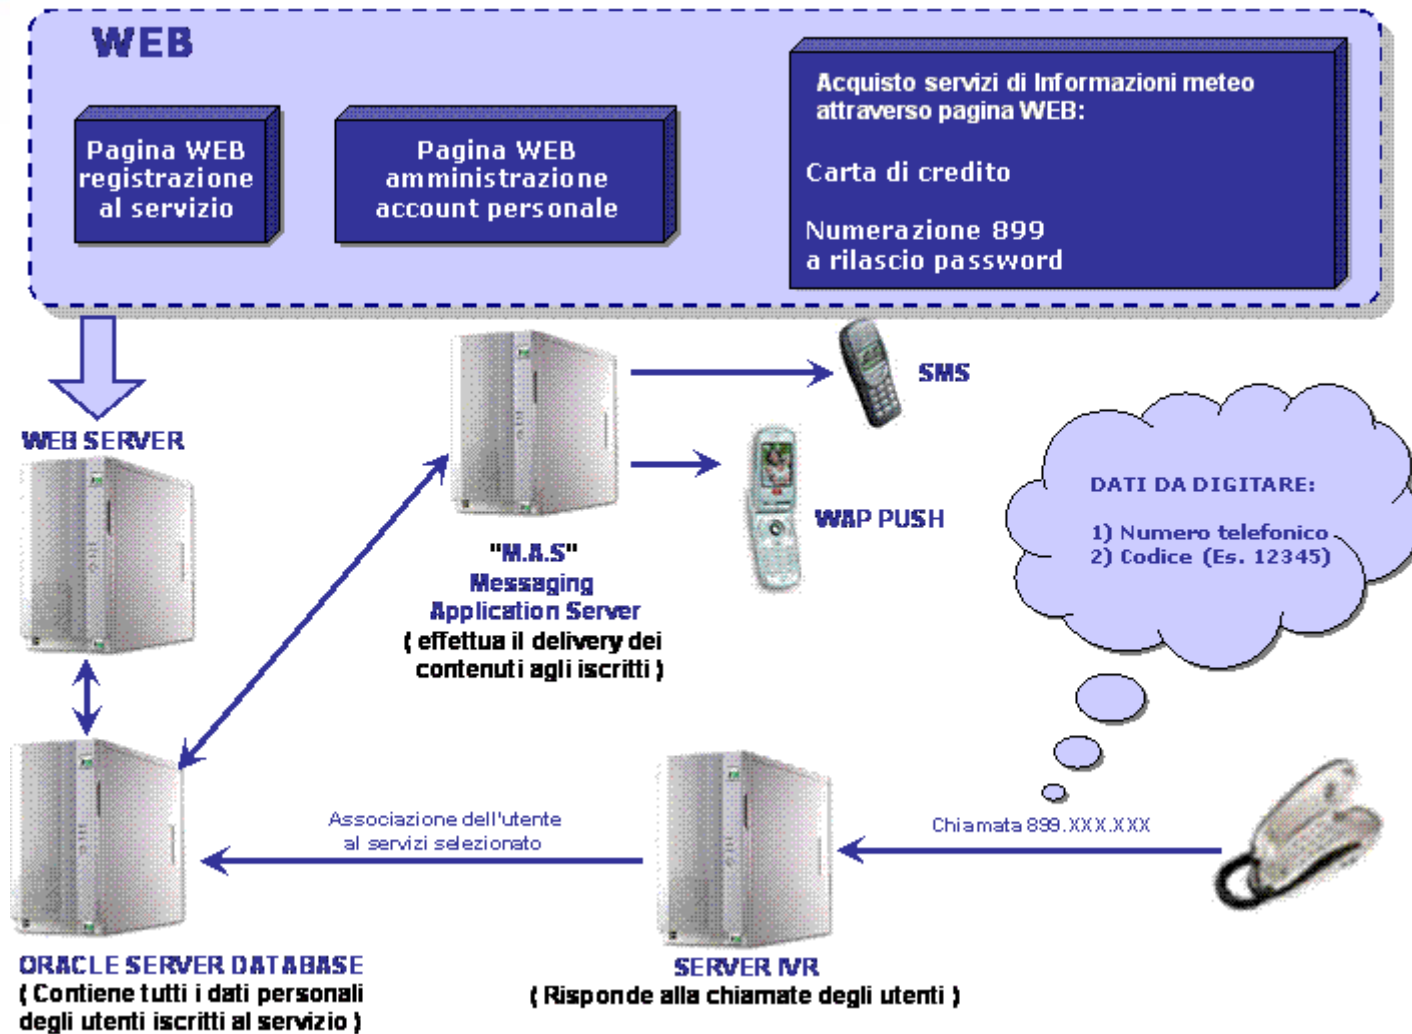 WEB
Pagina WEB
registrazione
al servizio
Pagina WEB
amministrazione
account personale
Acquisto servizi di Informazioni meteo
attraverso pagina WEB:
Carta di credito
Numerazione 899
a rilascio password
WEB SERVER
SMS
WAP PUSH
"M.A.S"
Messaging
Application Server
( effettua il delivery dei
contenuti agli iscritti )
DATI DA DIGITARE:
1) Numero telefonico
2) Codice (Es. 12345)
Associazione dell'utente
al servizi selezionato
Chiamata 899.XXX.XXX
ORACLE SERVER DATABASE
( Contiene tutti i dati personali
degli utenti iscritti al servizio )
SERVER IVR
( Risponde alla chiamate degli utenti )